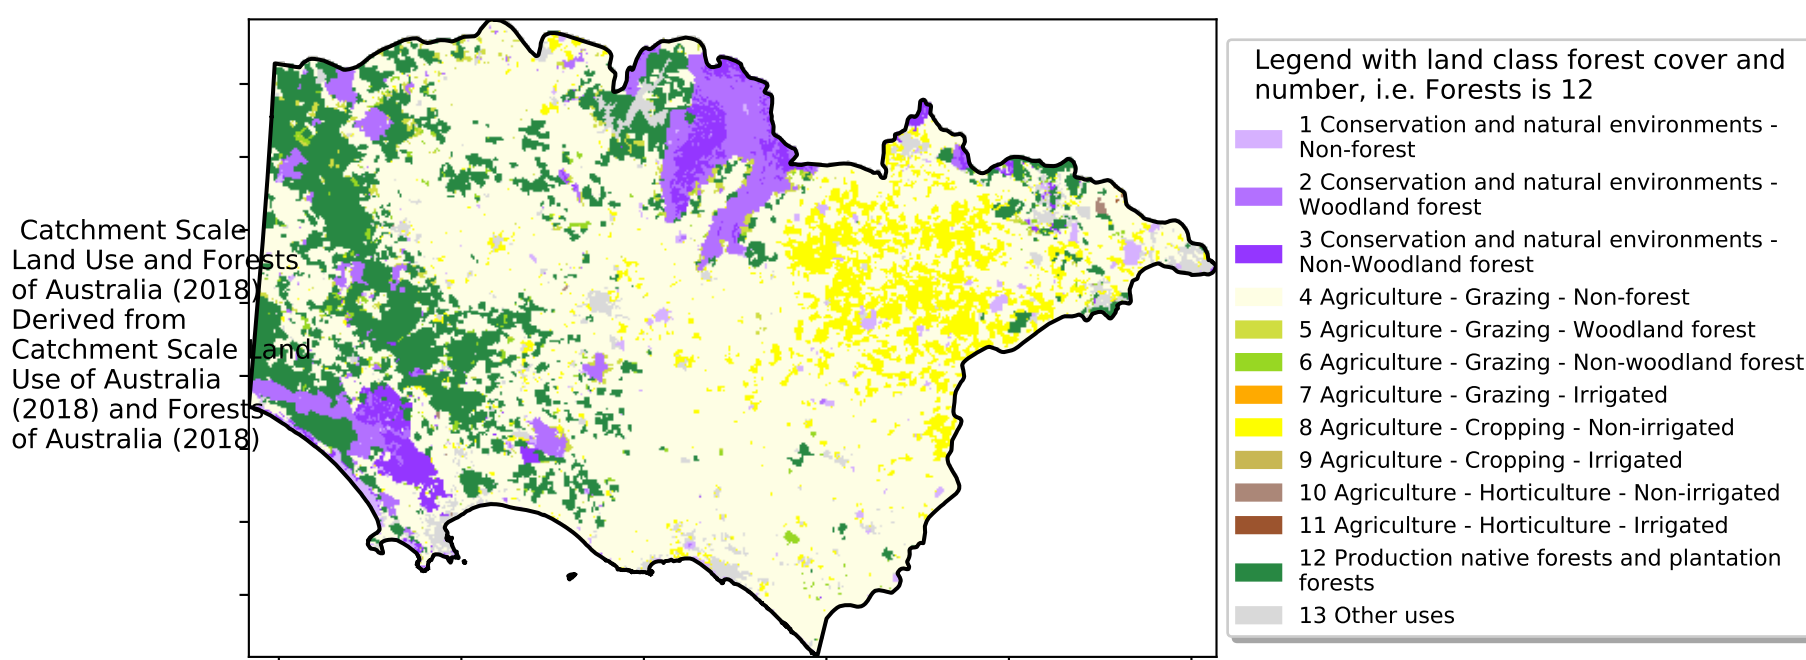 Catchment Scale
Land Use and Forests
of Australia (2018)
Derived from
Catchment Scale Land
Use of Australia
(2018) and Forests
of Australia (2018)
Legend with land class forest cover and
number, i.e. Forests is 12
1 Conservation and natural environments -
Non-forest
2 Conservation and natural environments -
Woodland forest
3 Conservation and natural environments -
Non-Woodland forest
4 Agriculture - Grazing - Non-forest
5 Agriculture - Grazing - Woodland forest
6 Agriculture - Grazing - Non-woodland forest
7 Agriculture - Grazing - Irrigated
8 Agriculture - Cropping - Non-irrigated
9 Agriculture - Cropping - Irrigated
10 Agriculture - Horticulture - Non-irrigated
11 Agriculture - Horticulture - Irrigated
12 Production native forests and plantation
forests
13 Other uses